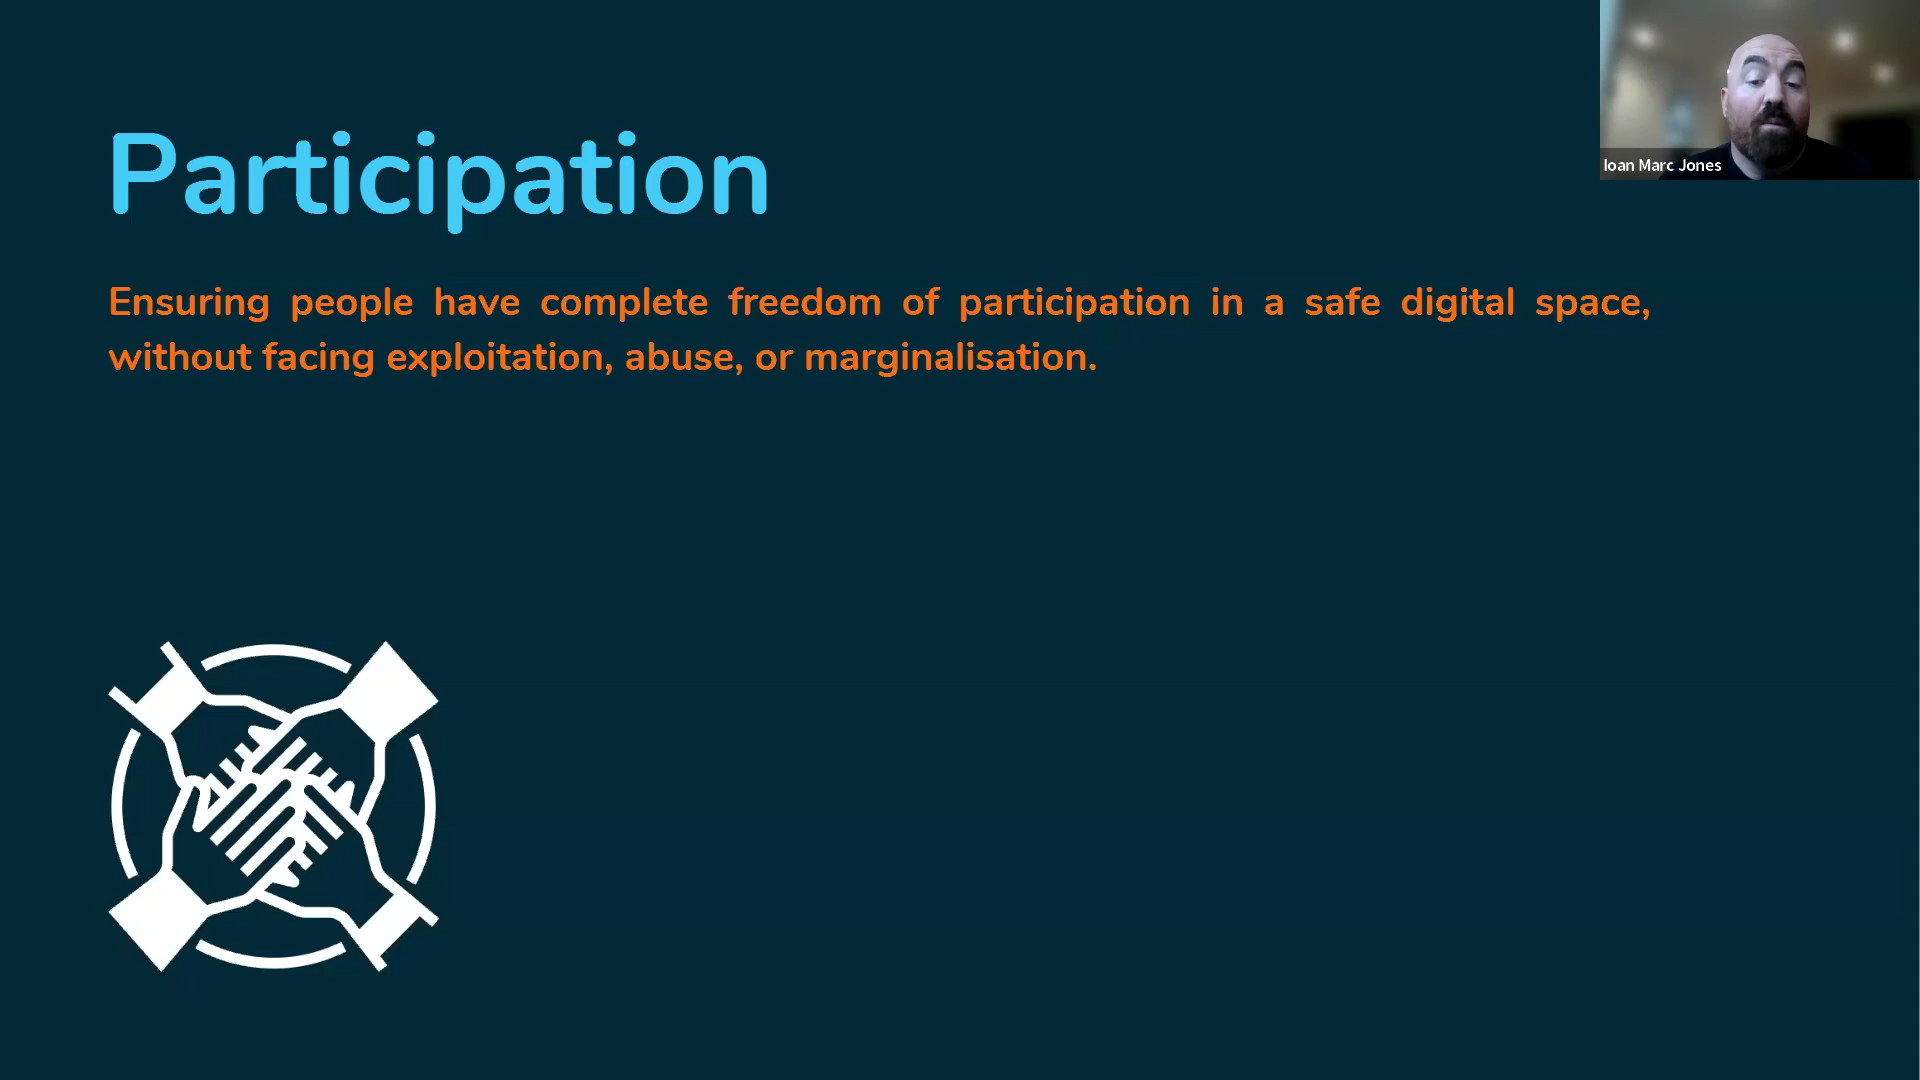 Participation
Ensuring people have complete freedom of participation in a safe digital space,
without facing exploitation, abuse, or marginalisation.
Ioan Marc Jones